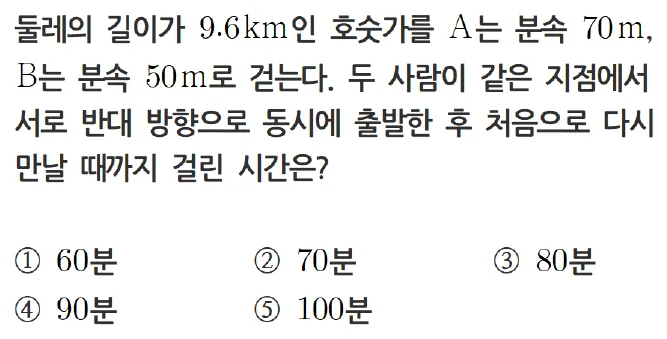 둘레의 길이가 9.6km인 호숫가를 A는 분속 70m,
B는 분속 50m로 걷는다. 두 사람이 같은 지점에서
서로 반대 방향으로 동시에 출발한 후 처음으로 다시
만날 때까지 걸린 시간은?
① 60분 ② 70분 ③ 80분
④ 90분 ⑤ 100분